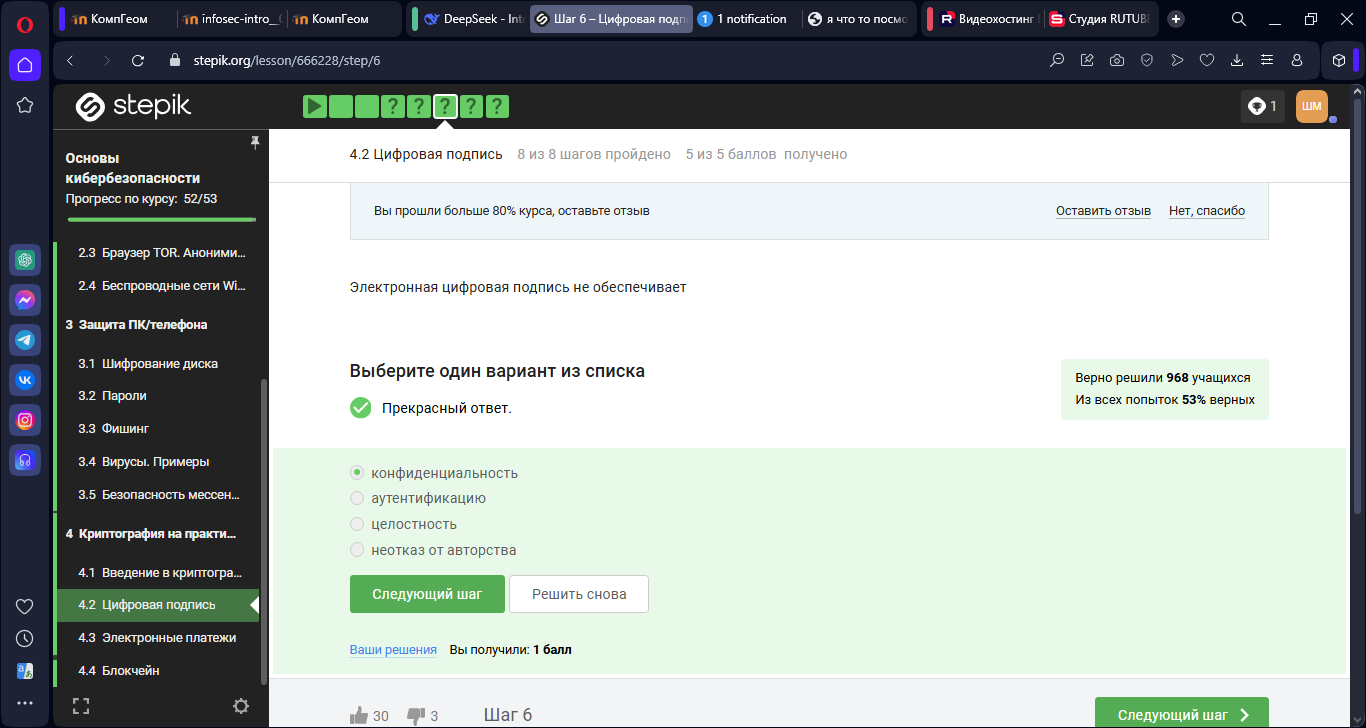 КомпГеом
infosec-intro__
КомпГеом
DeepSeek - Int
Шаг 6 – Цифровая подп
1
1 notification
я что то посмо
Видеохостинг
Студия RUTUBE
stepik.org/lesson/666228/step/6
stepik
? ? ? ? ?
1
ШМ
Основы
кибербезопасности
Прогресс по курсу: 52/53
2.3 Браузер TOR. Аноними...
2.4 Беспроводные сети Wi...
3 Защита ПК/телефона
3.1 Шифрование диска
3.2 Пароли
3.3 Фишинг
3.4 Вирусы. Примеры
3.5 Безопасность мессен...
4 Криптография на практи...
4.1 Введение в криптогра...
4.2 Цифровая подпись
4.3 Электронные платежи
4.4 Блокчейн
4.2 Цифровая подпись 8 из 8 шагов пройдено 5 из 5 баллов получено
Вы прошли больше 80% курса, оставьте отзыв
Оставить отзыв
Нет, спасибо
Электронная цифровая подпись не обеспечивает
Выберите один вариант из списка
Верно решили 968 учащихся
Из всех попыток 53% верных
Прекрасный ответ.
конфиденциальность
аутентификацию
целостность
неотказ от авторства
Следующий шаг
Решить снова
Ваши решения Вы получили: 1 балл
30
3
Шаг 6
Следующий шаг